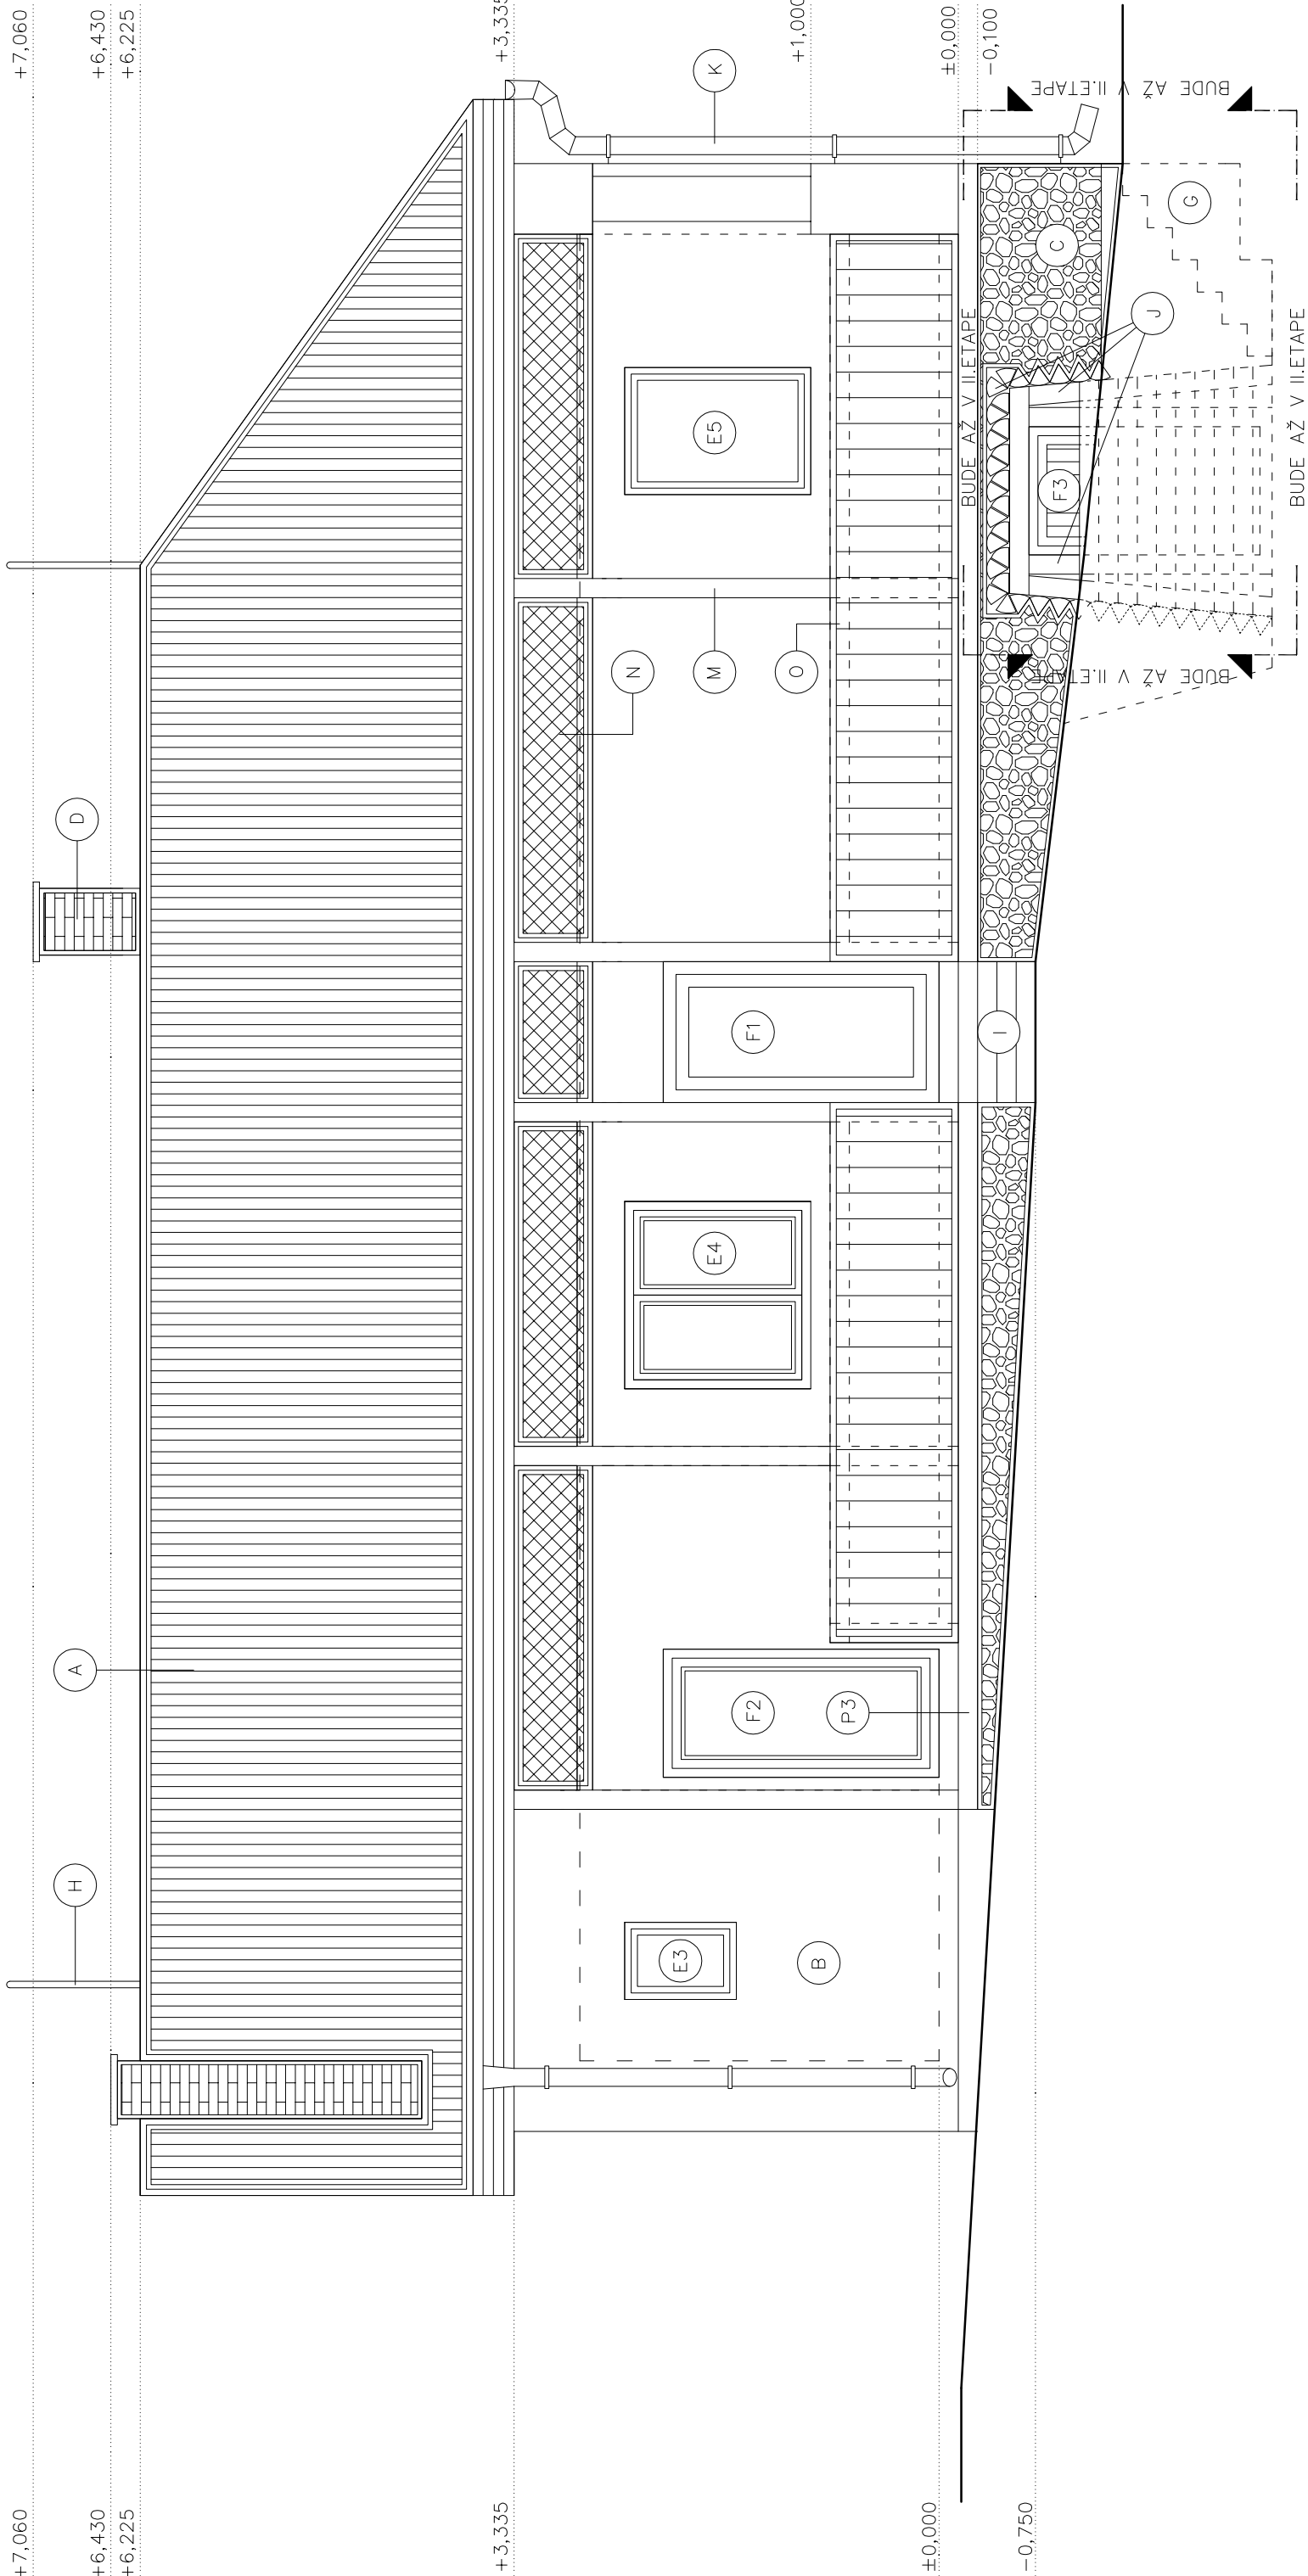 +7,060
+6,430
+6,225
+3,335
+1,000
±0,000
-0,100
K
BUDE AŽ V II.ETAPE
G
C
BUDE AŽ V II.ETAPE
J
BUDE AŽ V II.ETAPE
E5
F3
N
M
O
BUDE AŽ V II.ETAPE
D
F1
I
E4
A
F2
P3
H
E3
B
+7,060
+6,430
+6,225
+3,335
±0,000
-0,750